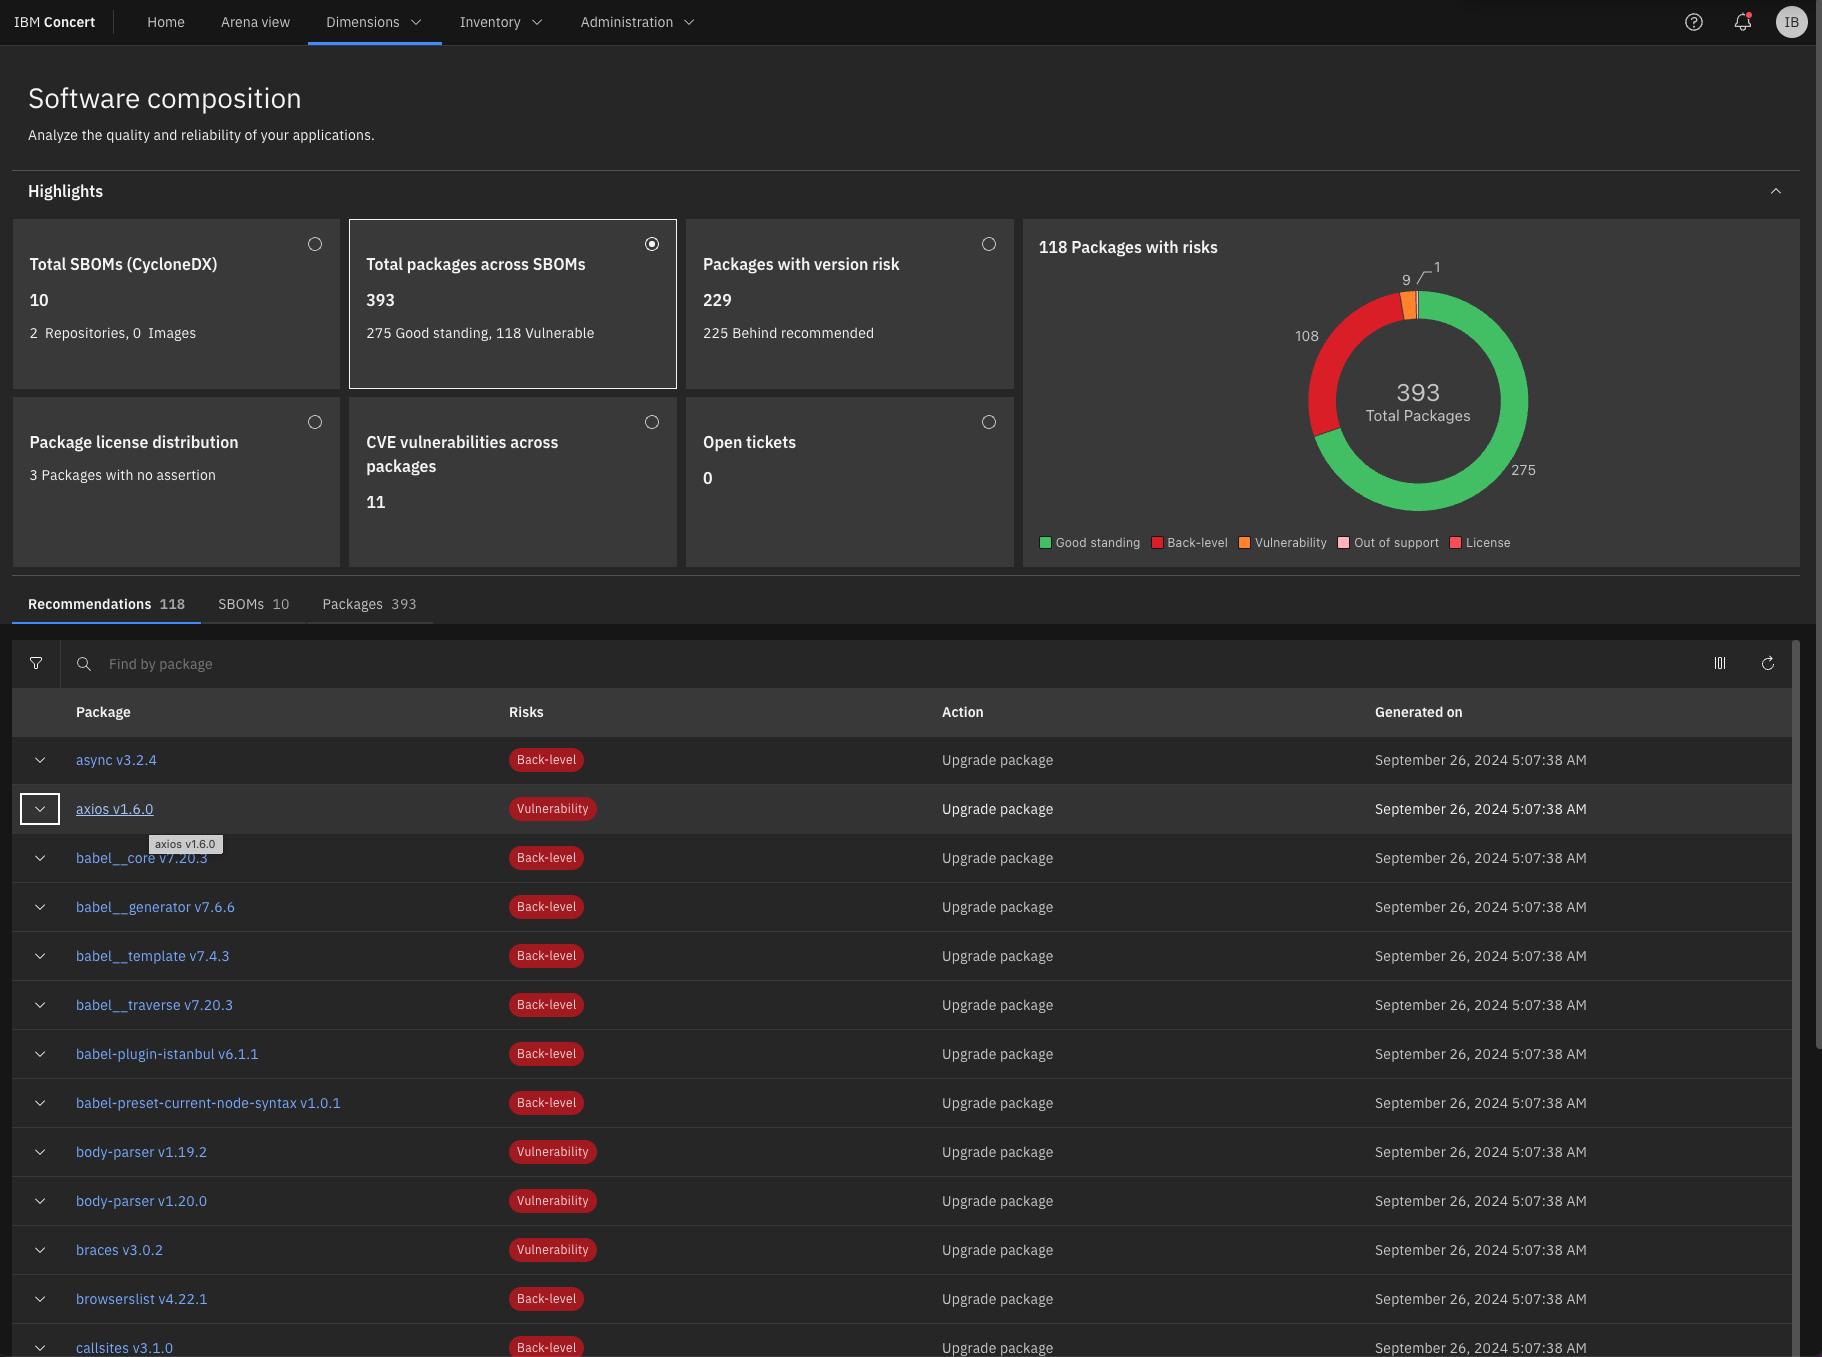 IBM Concert
Home
Arena view
Dimensions
Inventory
Administration
IB
Software composition
Analyze the quality and reliability of your applications.
Highlights
Total SBOMs (CycloneDX)
10
2 Repositories, 0 Images
Total packages across SBOMs
393
275 Good standing, 118 Vulnerable
Packages with version risk
229
225 Behind recommended
Package license distribution
3 Packages with no assertion
CVE vulnerabilities across
packages
11
Open tickets
0
118 Packages with risks
1
9
108
393
Total Packages
275
Good standing Back-level Vulnerability Out of support License
Recommendations 118
SBOMs 10
Packages 393
Find by package
Package Risks Action Generated on
async v3.2.4 Back-level Upgrade package September 26, 2024 5:07:38 AM
axios v1.6.0 Vulnerability Upgrade package September 26, 2024 5:07:38 AM
axios v1.6.0
babel__core v7.20.3 Back-level Upgrade package September 26, 2024 5:07:38 AM
babel__generator v7.6.6 Back-level Upgrade package September 26, 2024 5:07:38 AM
babel__template v7.4.3 Back-level Upgrade package September 26, 2024 5:07:38 AM
babel__traverse v7.20.3 Back-level Upgrade package September 26, 2024 5:07:38 AM
babel-plugin-istanbul v6.1.1 Back-level Upgrade package September 26, 2024 5:07:38 AM
babel-preset-current-node-syntax v1.0.1 Back-level Upgrade package September 26, 2024 5:07:38 AM
body-parser v1.19.2 Vulnerability Upgrade package September 26, 2024 5:07:38 AM
body-parser v1.20.0 Vulnerability Upgrade package September 26, 2024 5:07:38 AM
braces v3.0.2 Vulnerability Upgrade package September 26, 2024 5:07:38 AM
browserslist v4.22.1 Back-level Upgrade package September 26, 2024 5:07:38 AM
callsites v3.1.0 Back-level Upgrade package September 26, 2024 5:07:38 AM